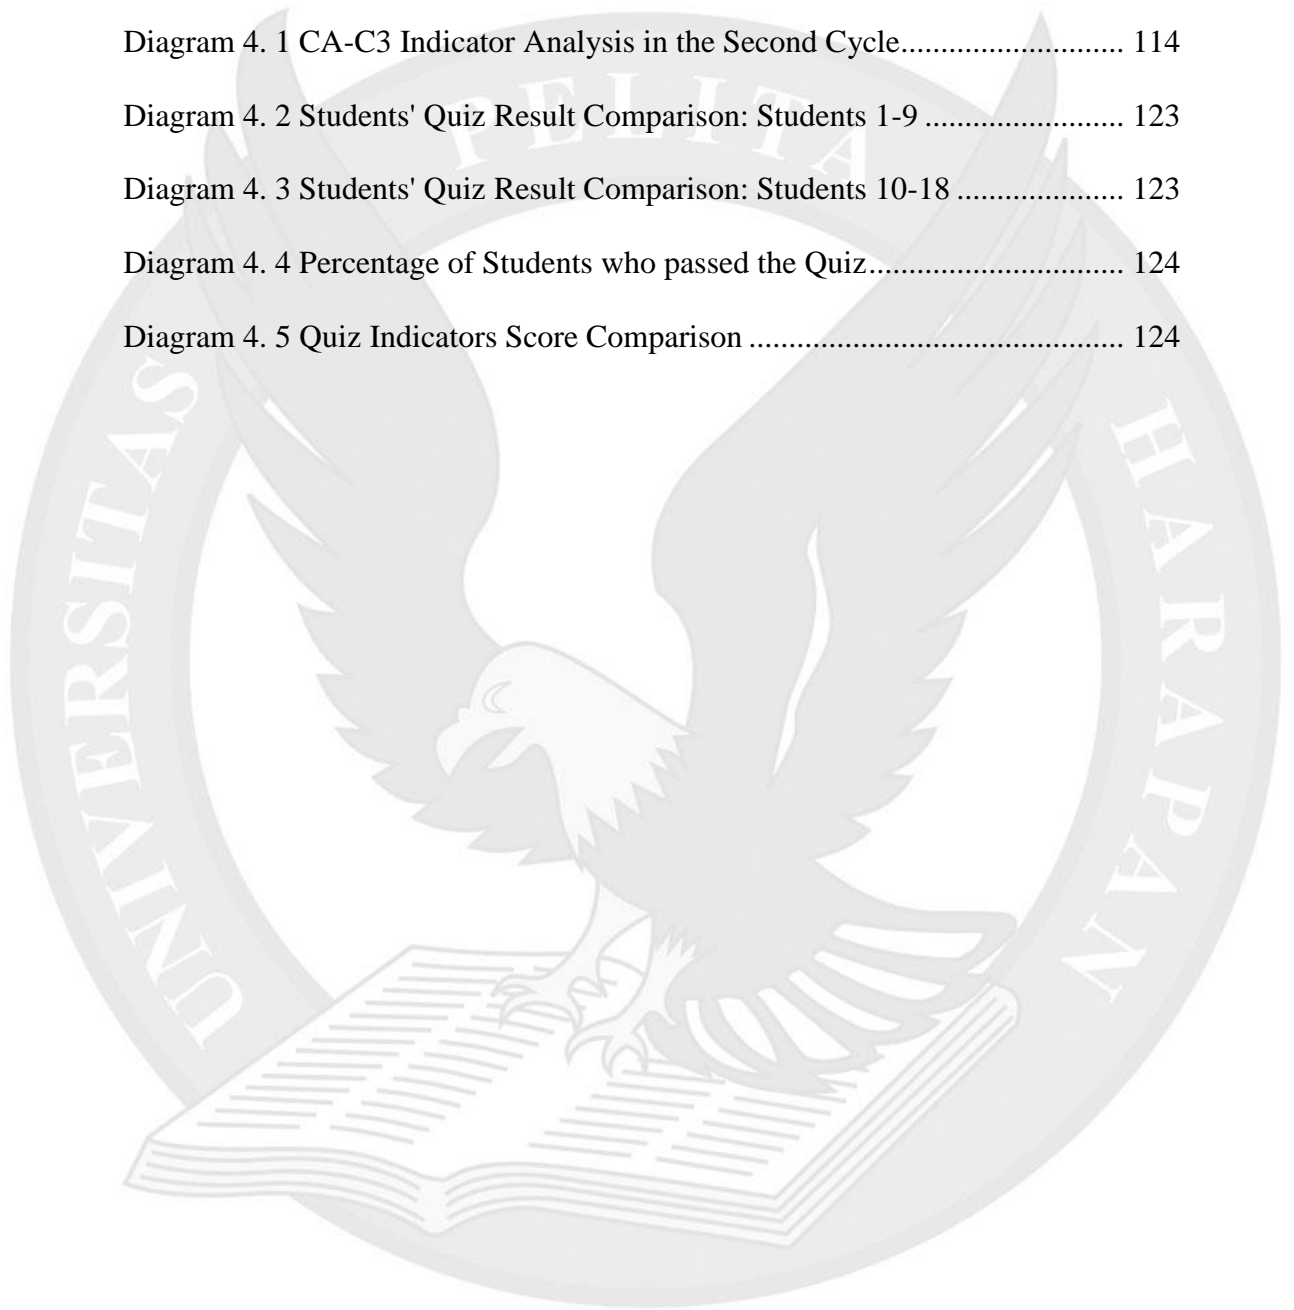 Diagram 4. 1 CA-C3 Indicator Analysis in the Second Cycle............................ 114
Diagram 4. 2 Students' Quiz Result Comparison: Students 1-9 ......................... 123
Diagram 4. 3 Students' Quiz Result Comparison: Students 10-18 ..................... 123
Diagram 4. 4 Percentage of Students who passed the Quiz................................ 124
Diagram 4. 5 Quiz Indicators Score Comparison ............................................... 124
UNIVERSITAS PELITA HARAPAN